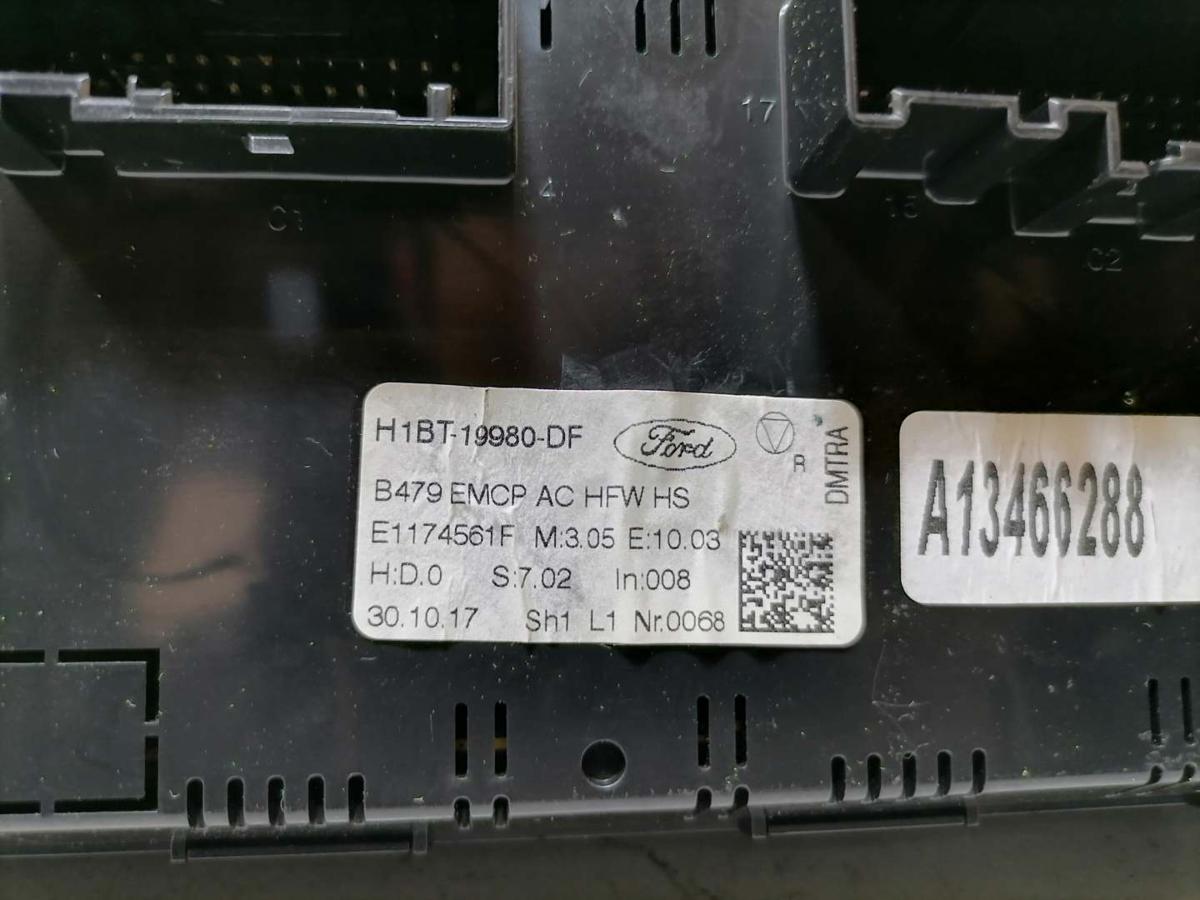 17
4
C1
15
C2
H1BT-19980-DF Ford R DMTRA
B479 EMCP AC HFW HS
E1174561F M:3.05 E:10.03
H:D.0 S:7.02 In:008
30.10.17 Sh1 L1 Nr.0068
A13466288